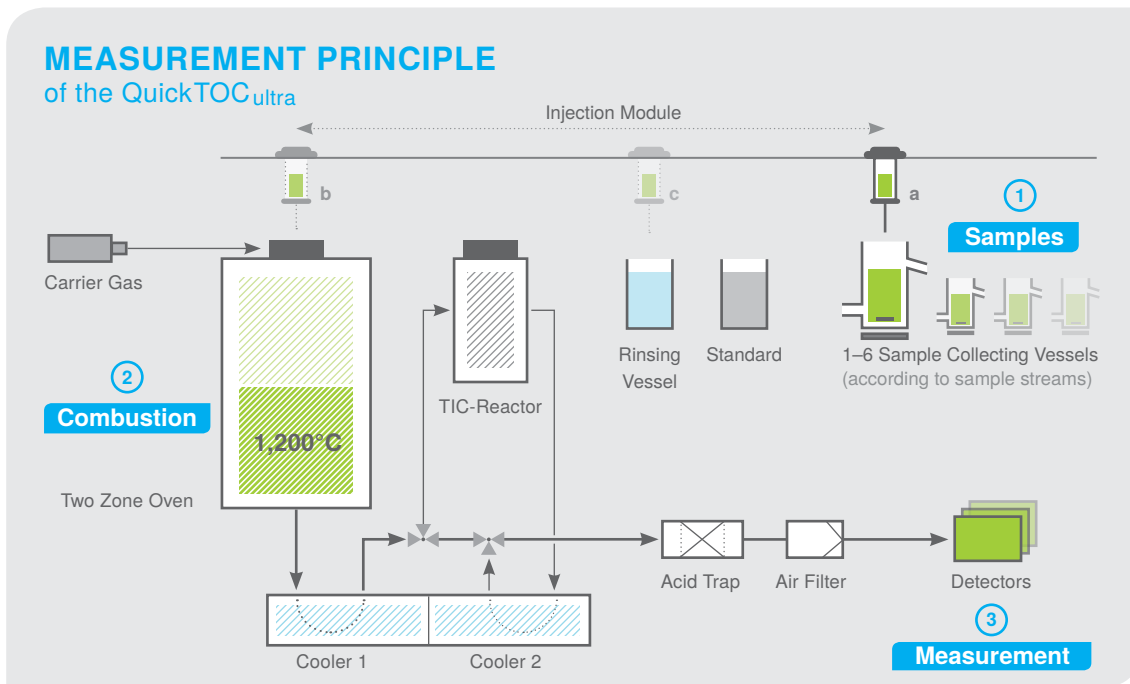 MEASUREMENT PRINCIPLE
of the QuickTOCultra
Injection Module
b
c
a
1
Samples
Carrier Gas
Rinsing
Vessel
Standard
1–6 Sample Collecting Vessels
(according to sample streams)
2
Combustion
TIC-Reactor
1,200°C
Two Zone Oven
Acid Trap
Air Filter
Detectors
3
Measurement
Cooler 1
Cooler 2